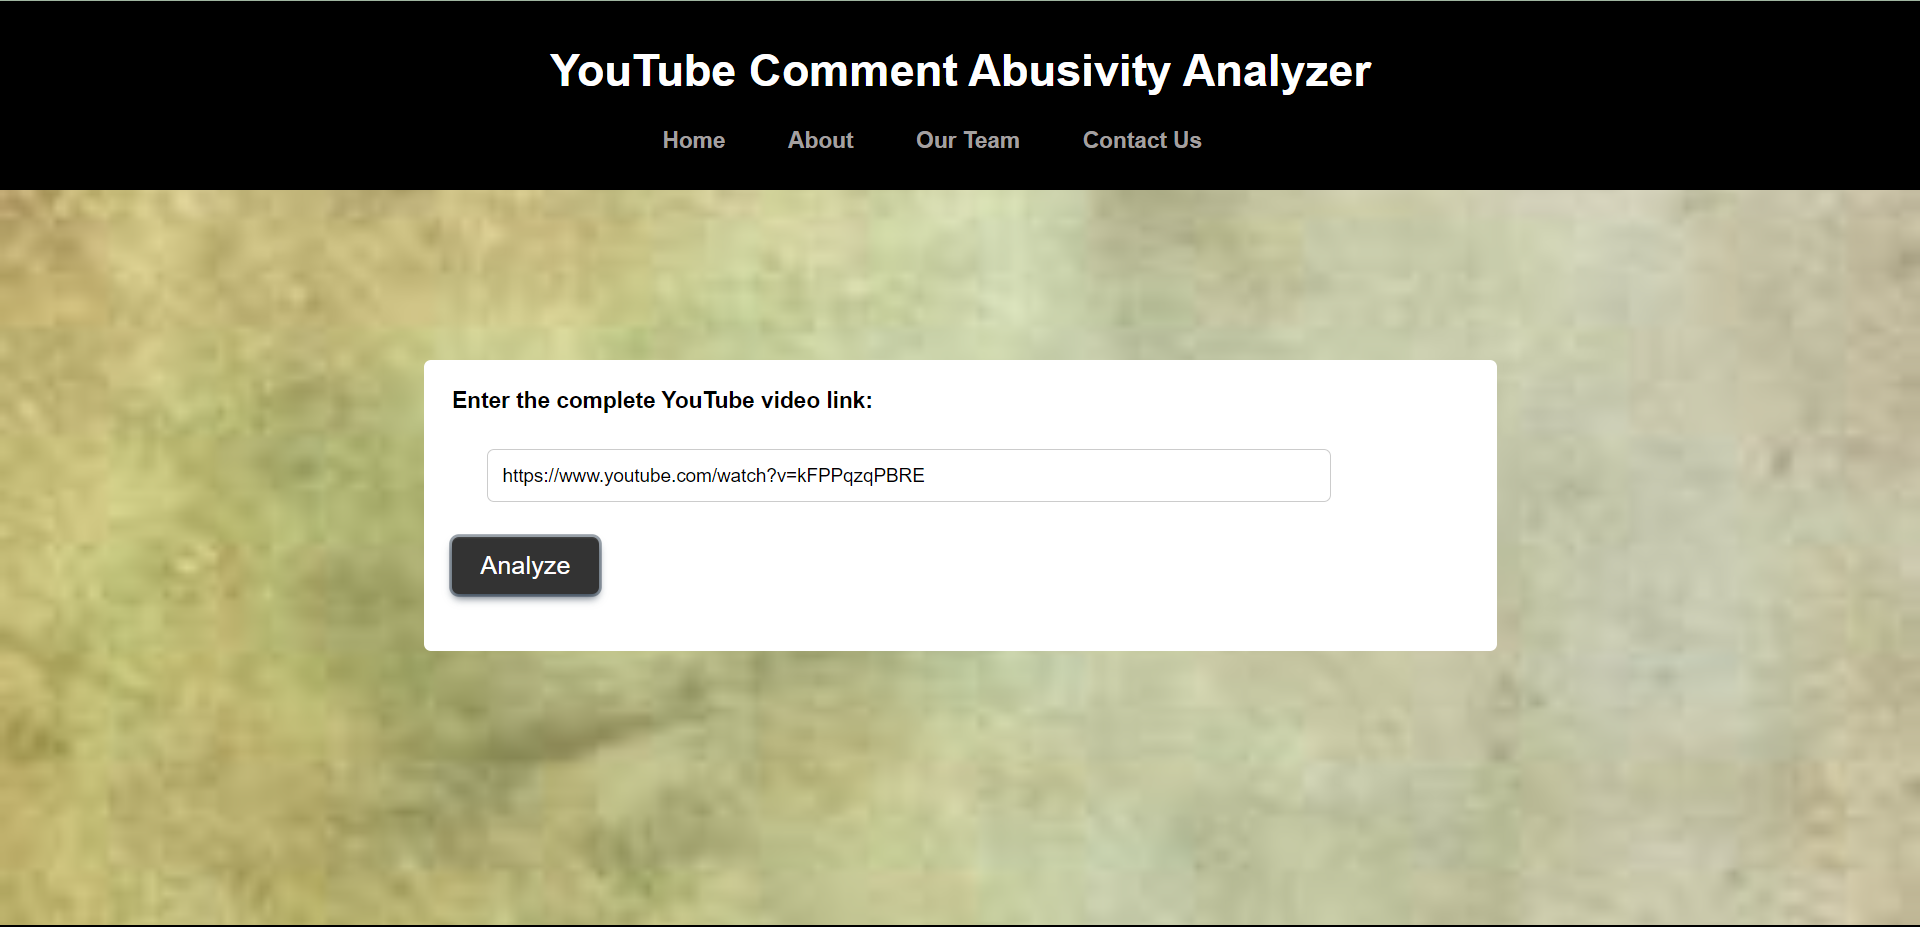 YouTube Comment Abusivity Analyzer
Home About Our Team Contact Us
Enter the complete YouTube video link:
https://www.youtube.com/watch?v=kFPPqzqPBRE
Analyze